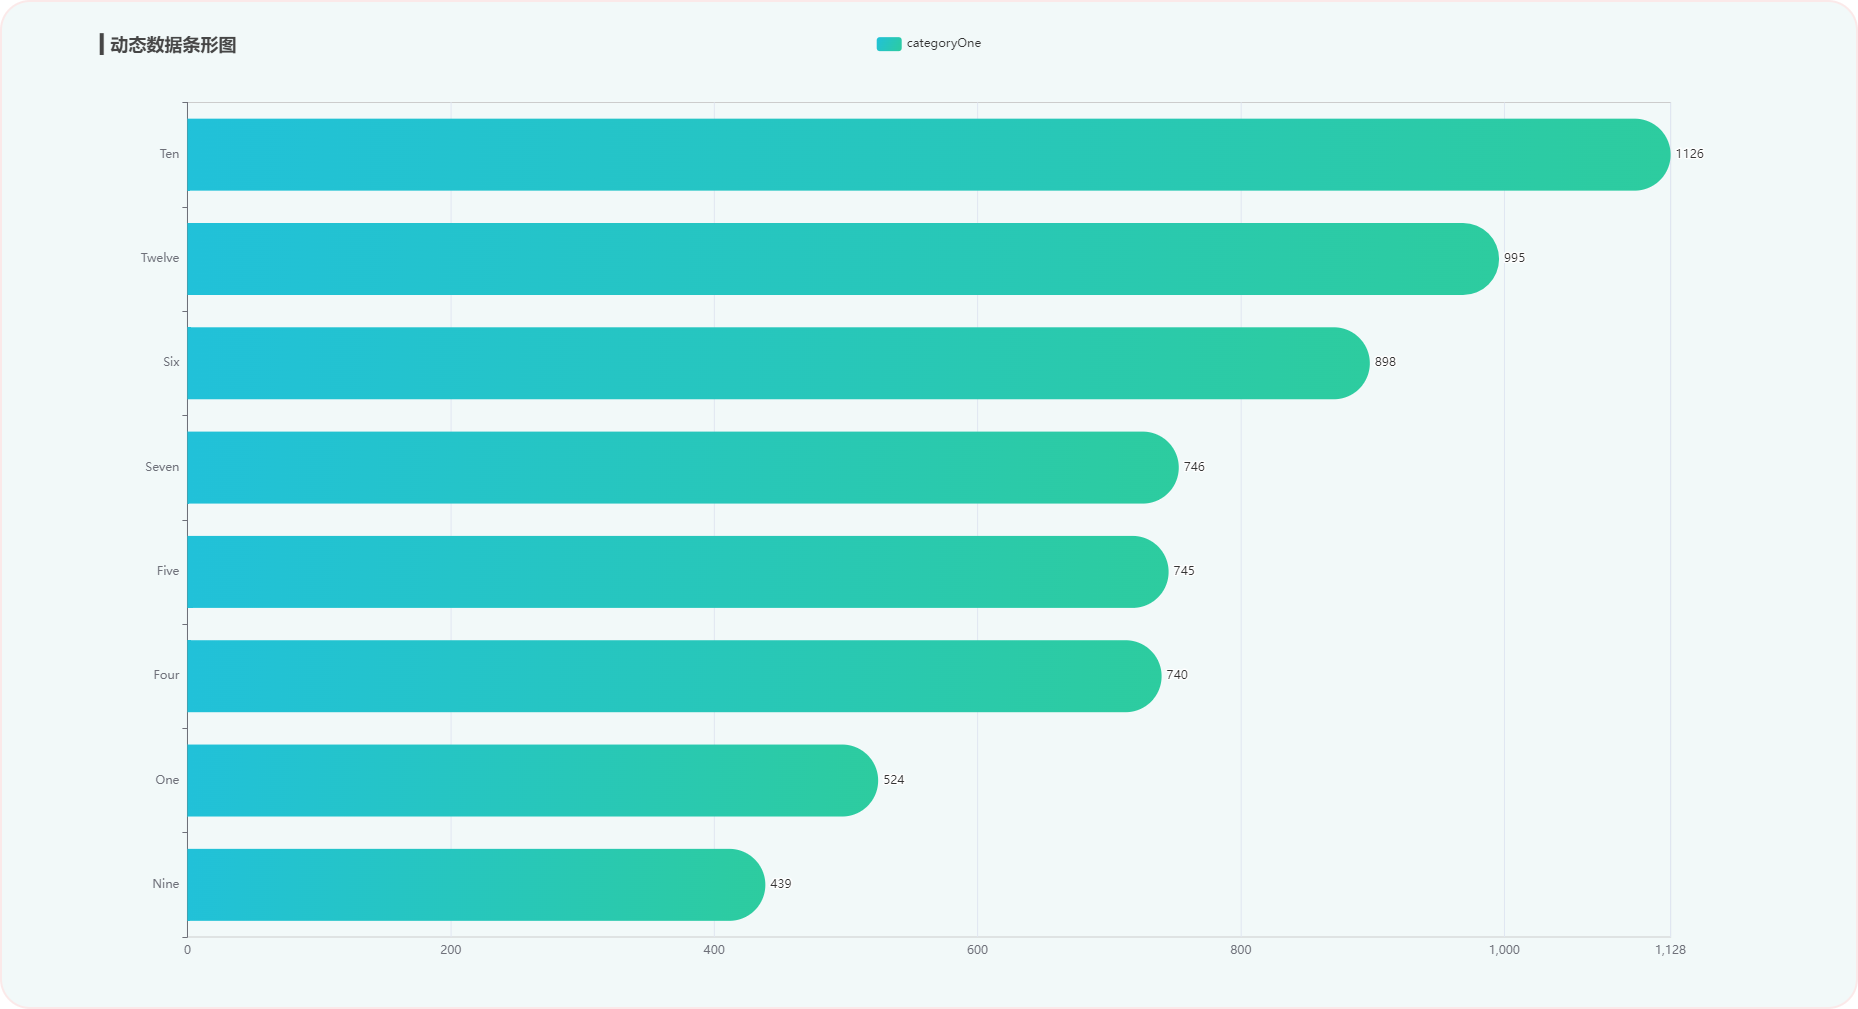 动态数据条形图
categoryOne
Ten 1126
Twelve 995
Six 898
Seven 746
Five 745
Four 740
One 524
Nine 439
0 200 400 600 800 1,000 1,128